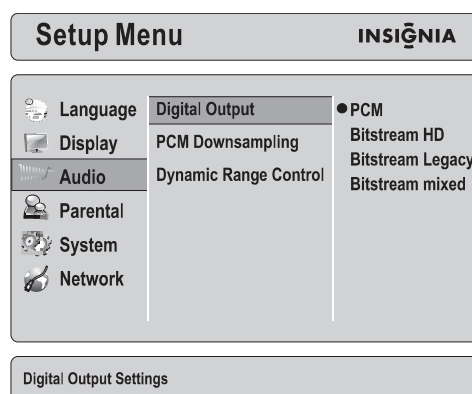 Setup Menu
INSIGNIA
Language
Display
Audio
Parental
System
Network
Digital Output
PCM Downsampling
Dynamic Range Control
PCM
Bitstream HD
Bitstream Legacy
Bitstream mixed
Digital Output Settings